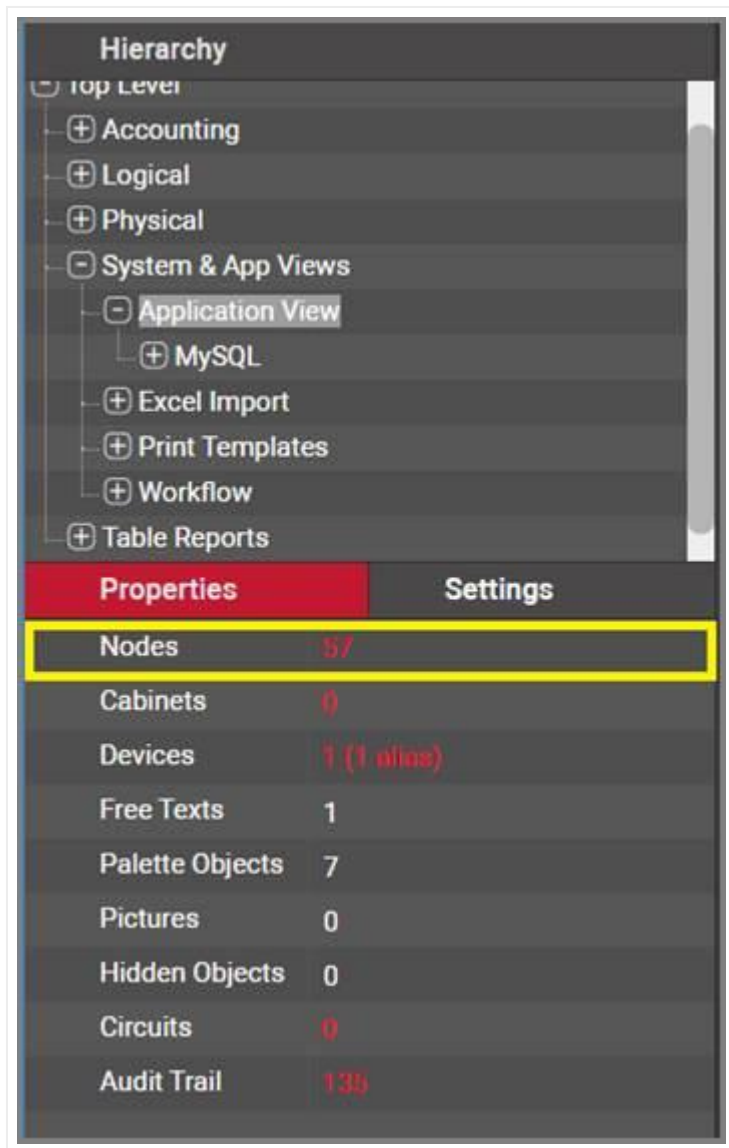 Hierarchy
Top Level
Accounting
Logical
Physical
System & App Views
Application View
MySQL
Excel Import
Print Templates
Workflow
Table Reports
Properties Settings
Nodes 57
Cabinets 0
Devices 1 (1 alias)
Free Texts 1
Palette Objects 7
Pictures 0
Hidden Objects 0
Circuits 0
Audit Trail 135